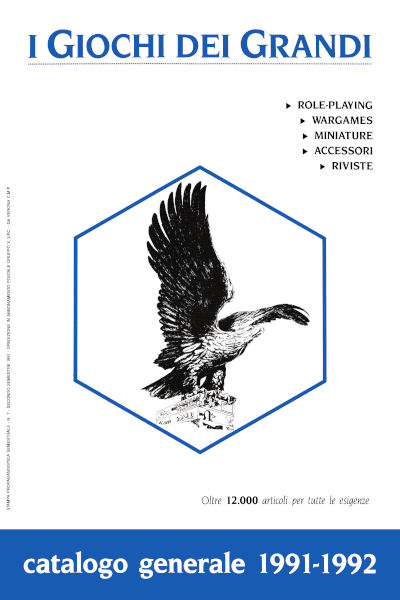 I GIOCHI DEI GRANDI
▶ ROLE-PLAYING
▶ WARGAMES
▶ MINIATURE
▶ ACCESSORI
▶ RIVISTE
Oltre 12.000 articoli per tutte le esigenze
catalogo generale 1991-1992